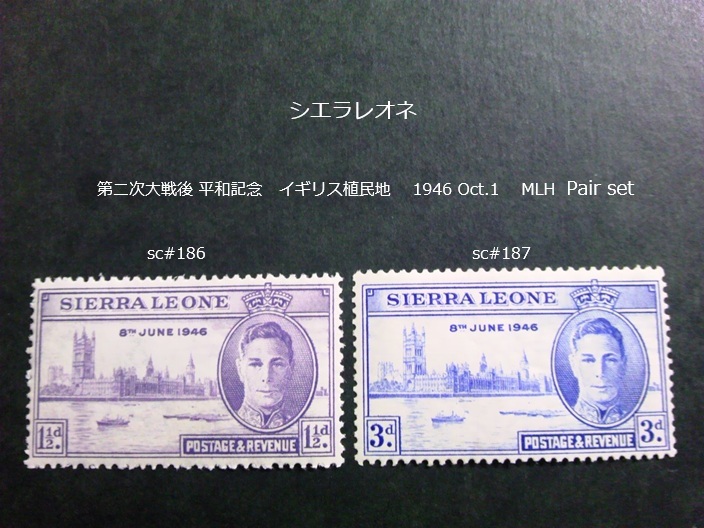 シエラレオネ
第二次大戦後 平和記念 イギリス植民地 1946 Oct.1 MLH Pair set
sc#186 sc#187
SIERRA LEONE
8TH JUNE 1946
1½d. 1½d.
POSTAGE & REVENUE
SIERRA LEONE
8TH JUNE 1946
3d. 3d.
POSTAGE & REVENUE